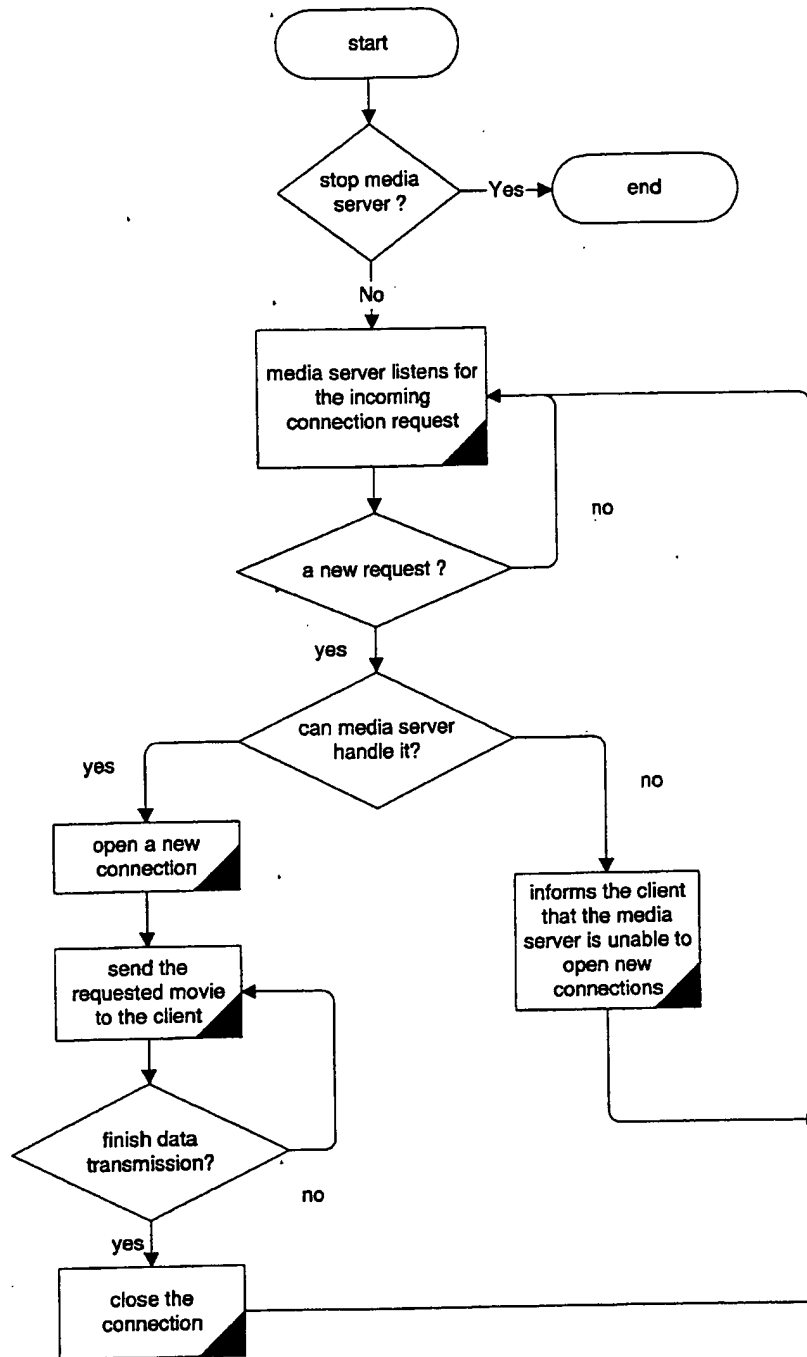 start
stop media
server ?
Yes
end
No
media server listens for
the incoming
connection request
no
a new request ?
yes
can media server
handle it?
yes
no
open a new
connection
informs the client
that the media
server is unable to
open new
connections
send the
requested movie
to the client
finish data
transmission?
no
yes
close the
connection